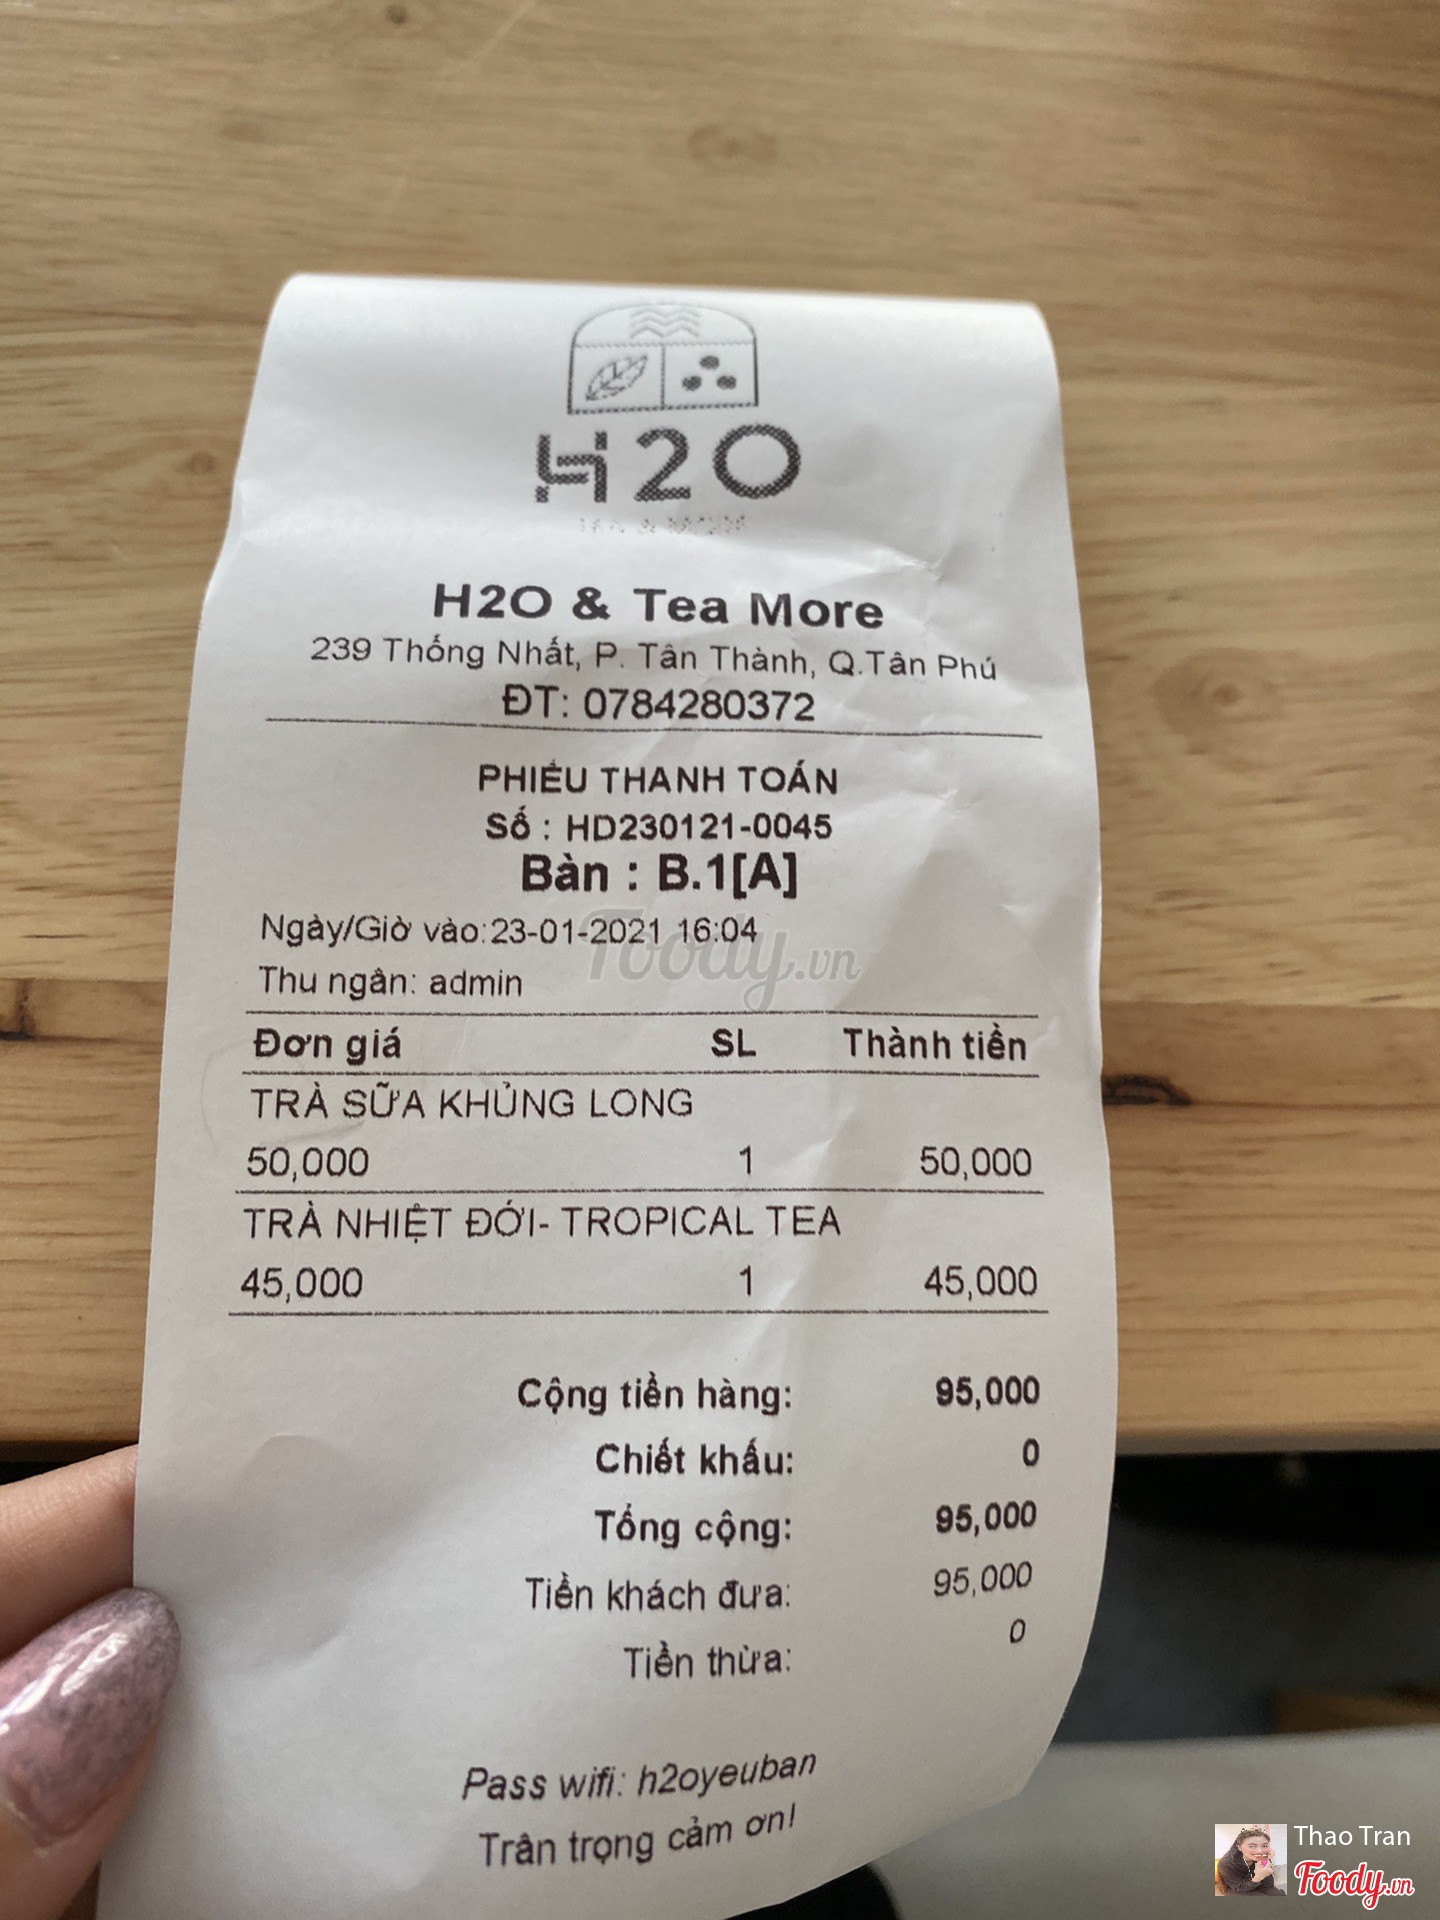 H2O
TEA & MORE
H2O & Tea More
239 Thống Nhất, P. Tân Thành, Q.Tân Phú
ĐT: 0784280372
PHIẾU THANH TOÁN
Số : HD230121-0045
Bàn : B.1[A]
Ngày/Giờ vào:23-01-2021 16:04
Foody.vn
Thu ngân: admin
Đơn giá SL Thành tiền
TRÀ SỮA KHỦNG LONG
50,000 1 50,000
TRÀ NHIỆT ĐỚI- TROPICAL TEA
45,000 1 45,000
Cộng tiền hàng: 95,000
Chiết khấu: 0
Tổng cộng: 95,000
Tiền khách đưa: 95,000
Tiền thừa: 0
Pass wifi: h2oyeuban
Trân trọng cảm ơn!
Thao Tran
Foody.vn